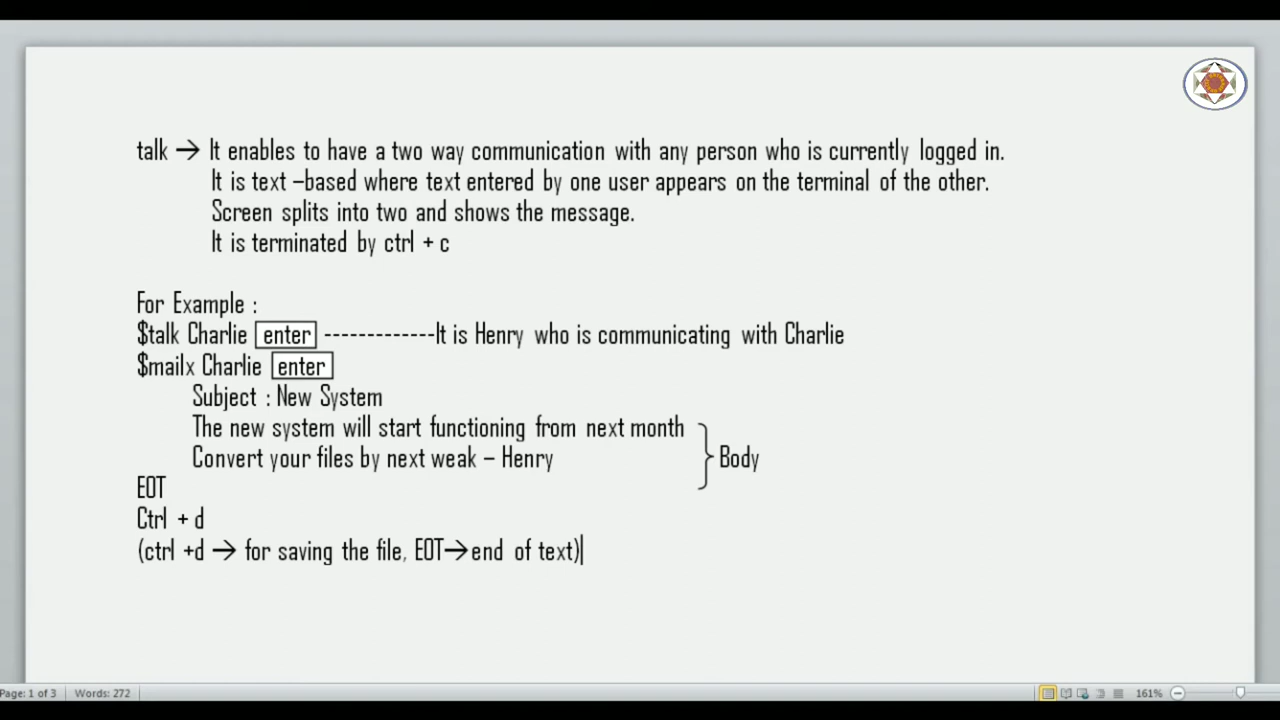 talk → It enables to have a two way communication with any person who is currently logged in.
It is text –based where text entered by one user appears on the terminal of the other.
Screen splits into two and shows the message.
It is terminated by ctrl + c
For Example :
$talk Charlie enter -------------It is Henry who is communicating with Charlie
$mailx Charlie enter
Subject : New System
The new system will start functioning from next month
Convert your files by next weak – Henry
Body
EOT
Ctrl + d
(ctrl +d → for saving the file, EOT→end of text)
Page: 1 of 3 Words: 272 161%